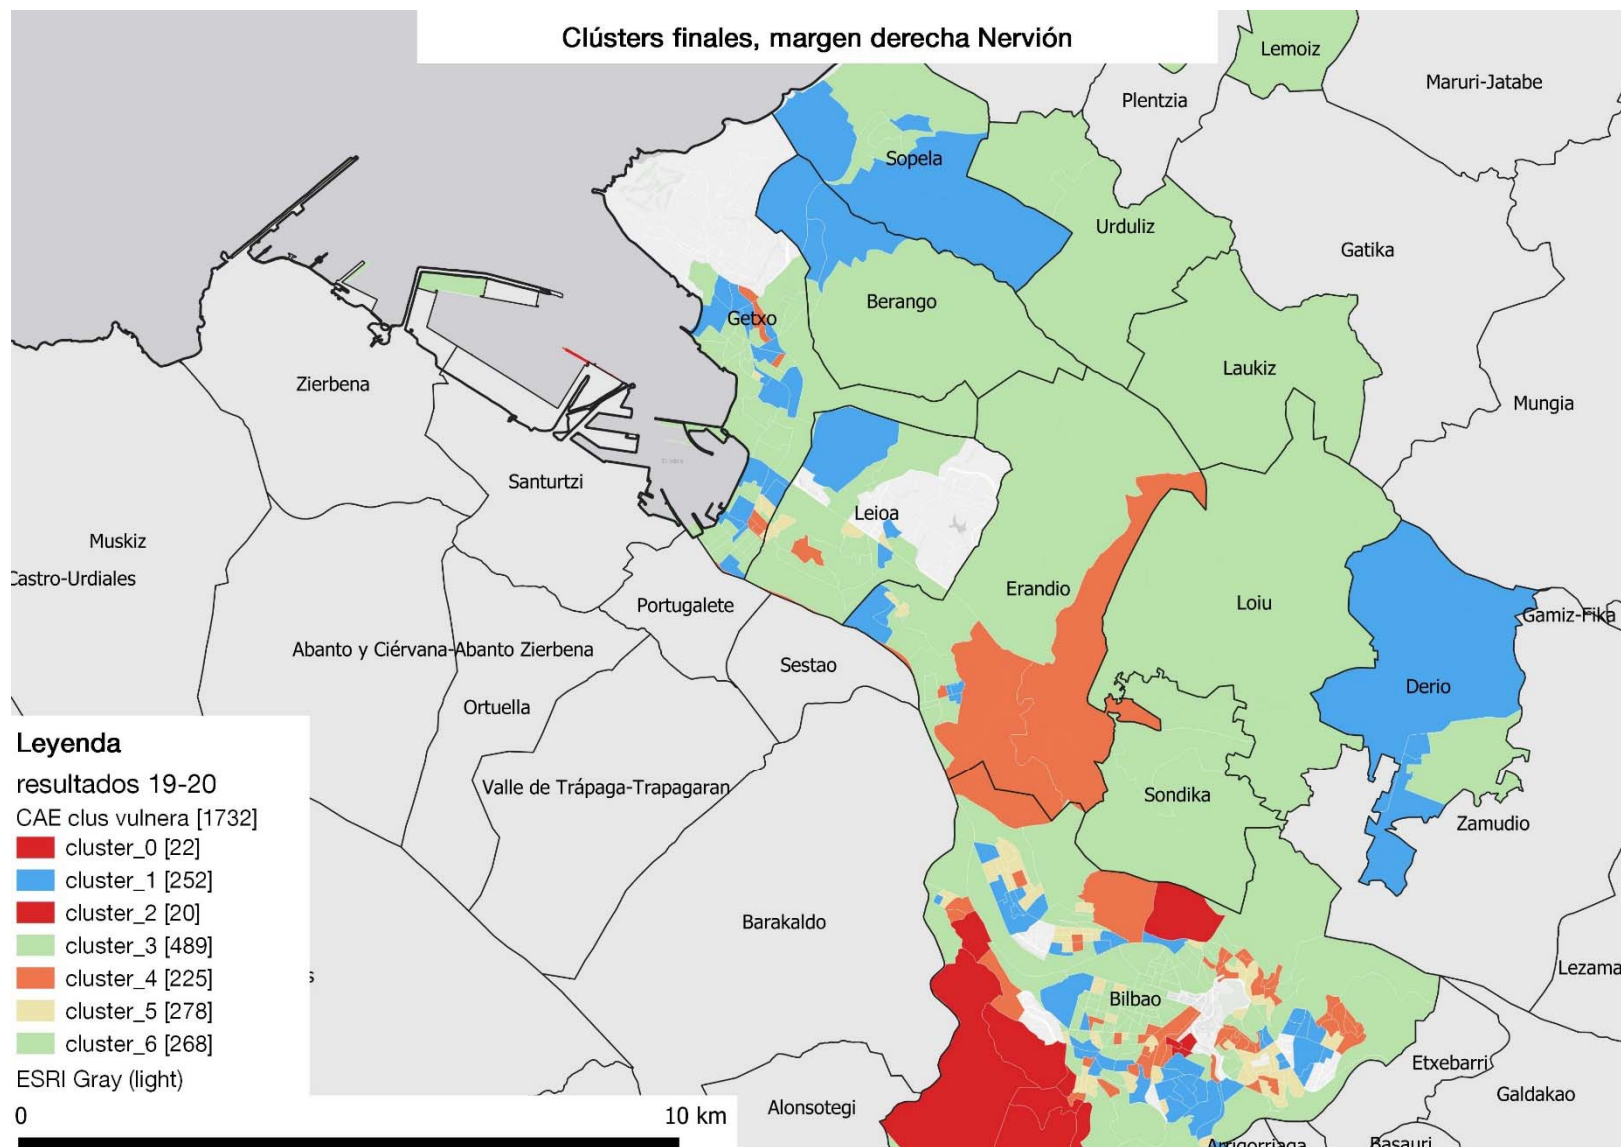 Clústers finales, margen derecha Nervión
Lemoiz
Maruri-Jatabe
Plentzia
Sopela
Urduliz
Gatika
Berango
Getxo
Laukiz
Zierbena
Mungia
Santurtzi
Leioa
Muskiz
Castro-Urdiales
Erandio
Loiu
Portugalete
Gamiz-Fika
Abanto y Ciérvana-Abanto Zierbena
Sestao
Derio
Ortuella
Valle de Trápaga-Trapagaran
Sondika
Zamudio
Barakaldo
Lezama
Bilbao
Etxebarri
Galdakao
Alonsotegi
Arrigorriaga
Basauri
Leyenda
resultados 19-20
CAE clus vulnera [1732]
cluster_0 [22]
cluster_1 [252]
cluster_2 [20]
cluster_3 [489]
cluster_4 [225]
cluster_5 [278]
cluster_6 [268]
ESRI Gray (light)
0 10 km